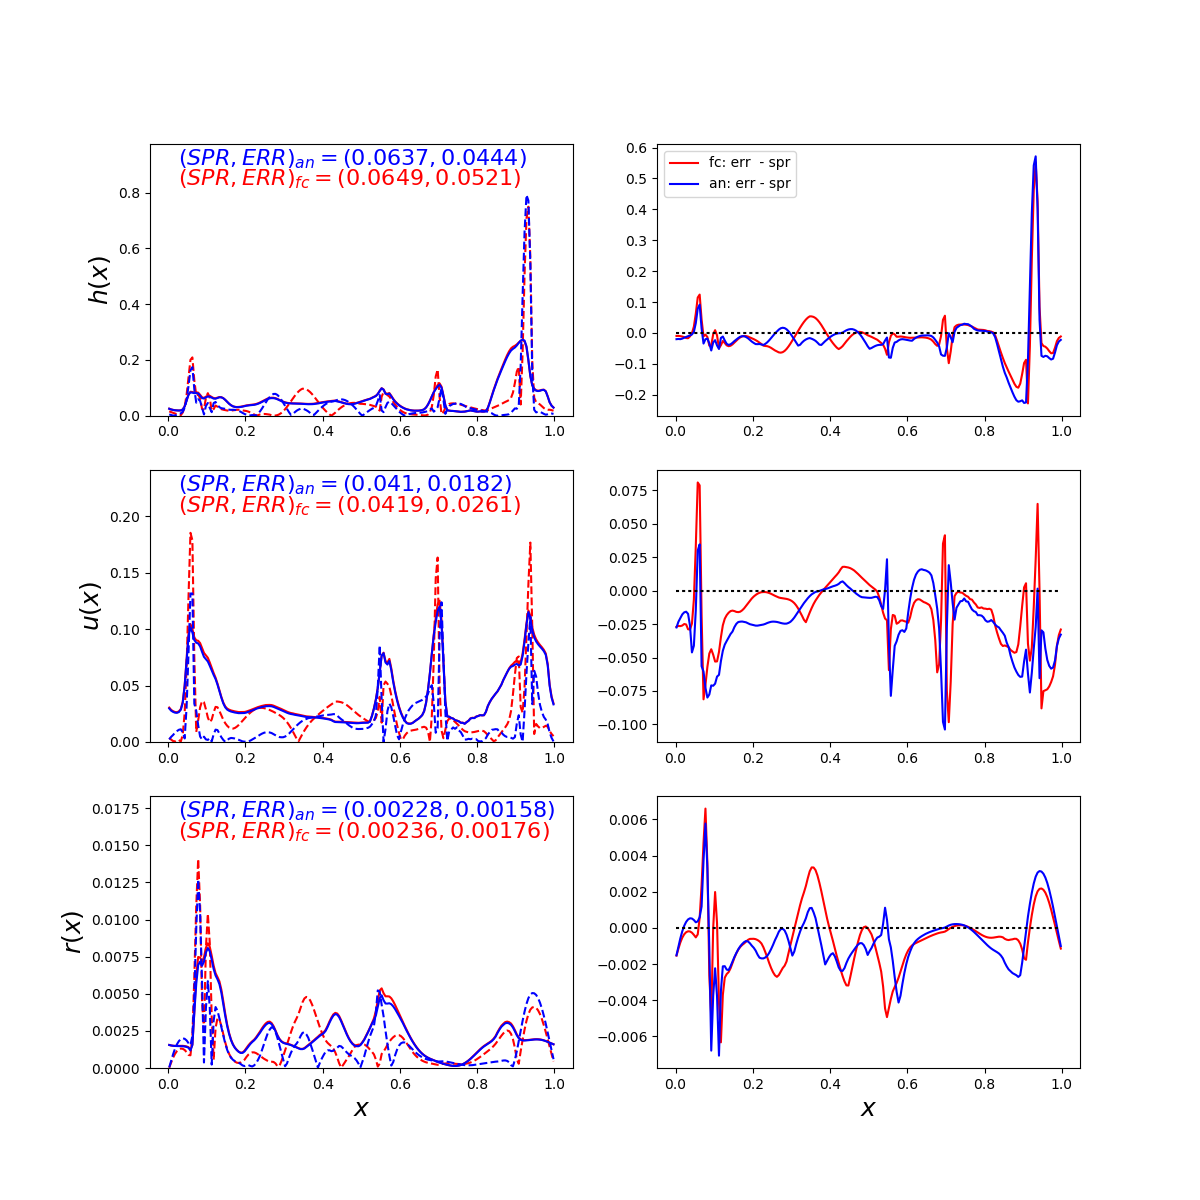 (SPR, ERR)an = (0.0637, 0.0444)
(SPR, ERR)fc = (0.0649, 0.0521)
h(x)
0.8
0.6
0.4
0.2
0.0
0.0 0.2 0.4 0.6 0.8 1.0
fc: err - spr
an: err - spr
0.6
0.5
0.4
0.3
0.2
0.1
0.0
−0.1
−0.2
0.0 0.2 0.4 0.6 0.8 1.0
(SPR, ERR)an = (0.041, 0.0182)
(SPR, ERR)fc = (0.0419, 0.0261)
u(x)
0.20
0.15
0.10
0.05
0.00
0.0 0.2 0.4 0.6 0.8 1.0
0.075
0.050
0.025
0.000
−0.025
−0.050
−0.075
−0.100
0.0 0.2 0.4 0.6 0.8 1.0
(SPR, ERR)an = (0.00228, 0.00158)
(SPR, ERR)fc = (0.00236, 0.00176)
r(x)
0.0175
0.0150
0.0125
0.0100
0.0075
0.0050
0.0025
0.0000
0.0 0.2 0.4 0.6 0.8 1.0
x
0.006
0.004
0.002
0.000
−0.002
−0.004
−0.006
0.0 0.2 0.4 0.6 0.8 1.0
x